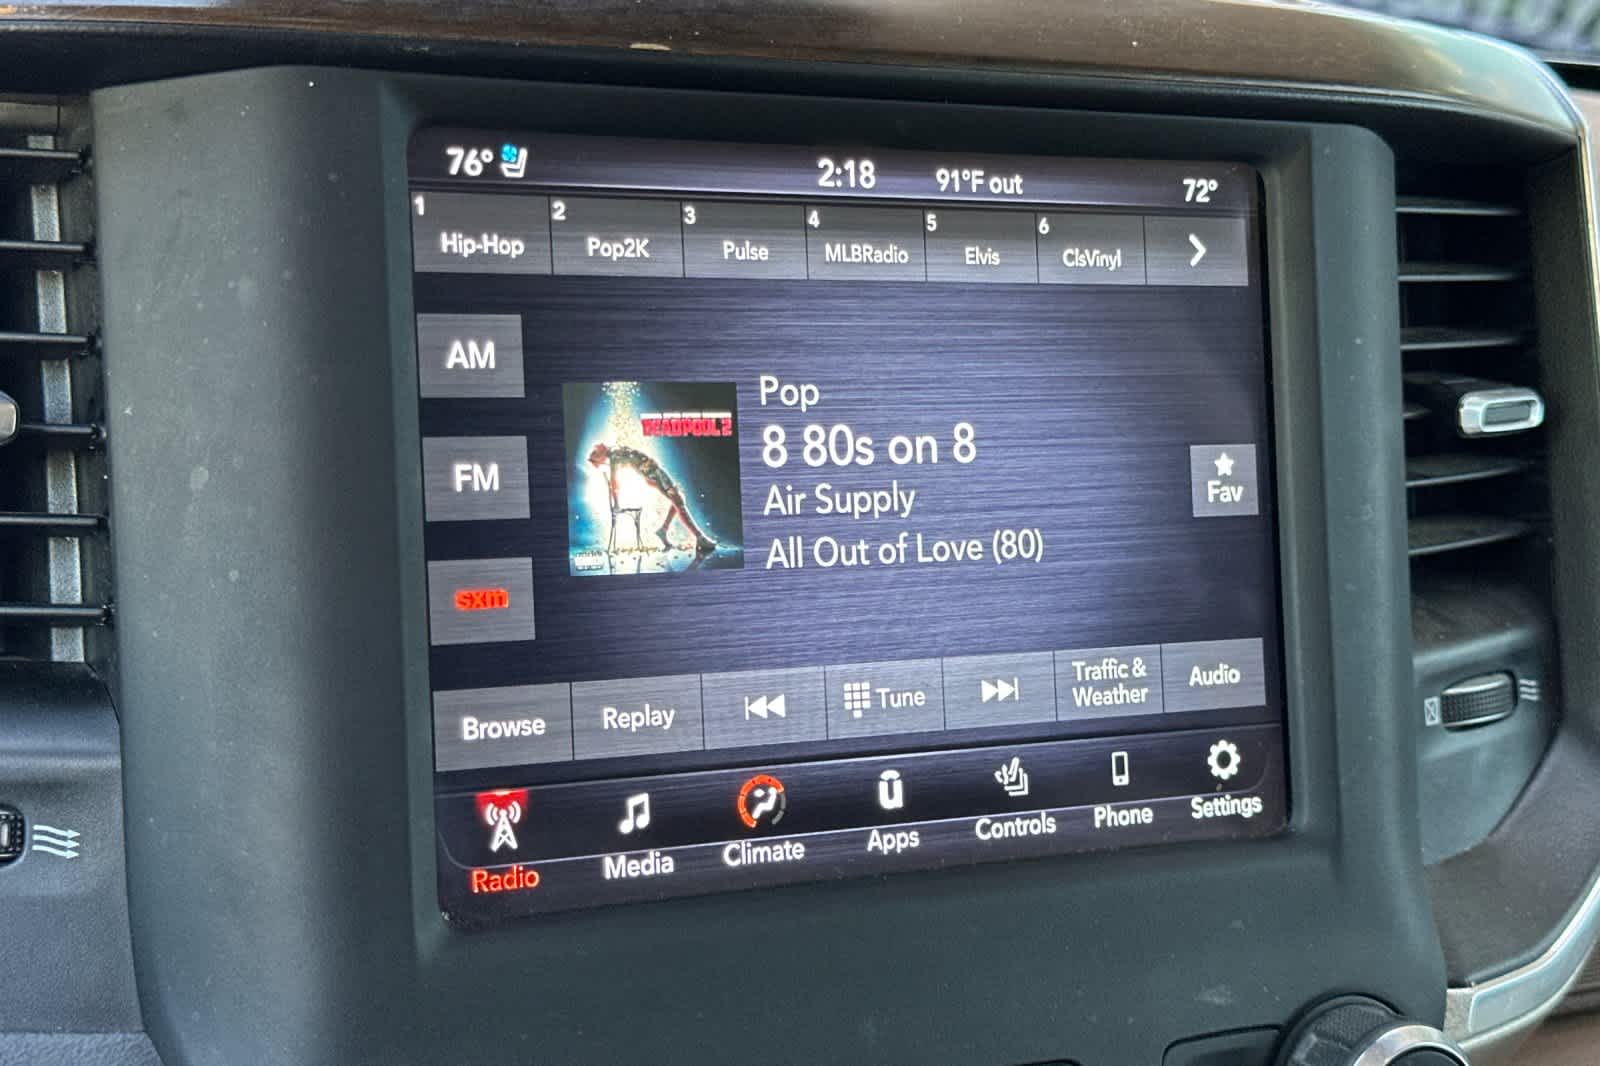 76°
2:18
91°F out
72°
1 Hip-Hop
2 Pop2K
3 Pulse
4 MLBRadio
5 Elvis
6 ClsVinyl
AM
FM
sxm
DEADPOOL 2
Pop
8 80s on 8
Air Supply
All Out of Love (80)
Fav
Browse
Replay
Tune
Traffic &
Weather
Audio
Radio
Media
Climate
Apps
Controls
Phone
Settings